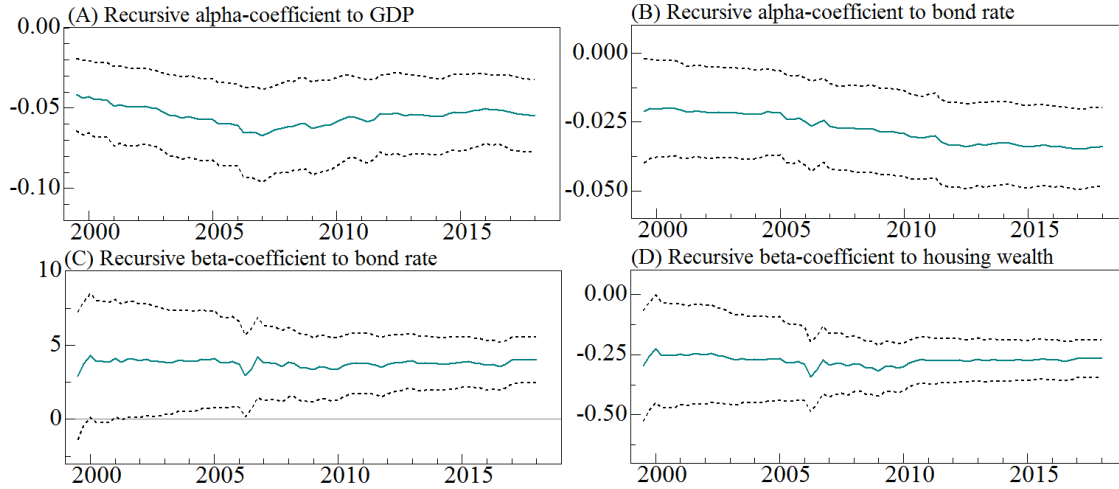 (A) Recursive alpha-coefficient to GDP
0.00
-0.05
-0.10
2000 2005 2010 2015
(B) Recursive alpha-coefficient to bond rate
0.000
-0.025
-0.050
2000 2005 2010 2015
(C) Recursive beta-coefficient to bond rate
10
5
0
2000 2005 2010 2015
(D) Recursive beta-coefficient to housing wealth
0.00
-0.25
-0.50
2000 2005 2010 2015